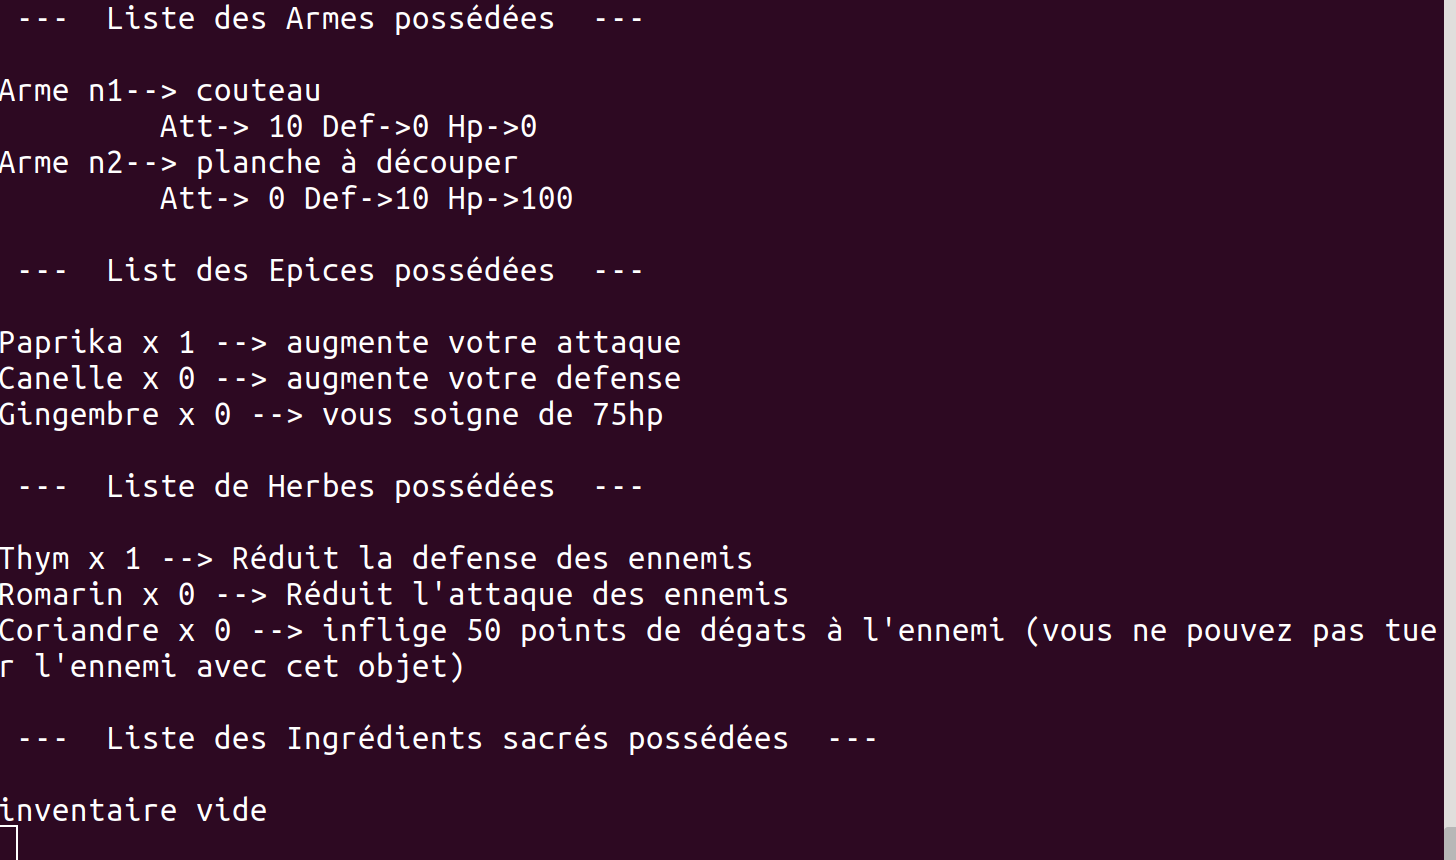 --- Liste des Armes possédées ---
Arme n1--> couteau
Att-> 10 Def->0 Hp->0
Arme n2--> planche à découper
Att-> 0 Def->10 Hp->100
--- List des Epices possédées ---
Paprika x 1 --> augmente votre attaque
Canelle x 0 --> augmente votre defense
Gingembre x 0 --> vous soigne de 75hp
--- Liste de Herbes possédées ---
Thym x 1 --> Réduit la defense des ennemis
Romarin x 0 --> Réduit l'attaque des ennemis
Coriandre x 0 --> inflige 50 points de dégats à l'ennemi (vous ne pouvez pas tue
r l'ennemi avec cet objet)
--- Liste des Ingrédients sacrés possédées ---
inventaire vide